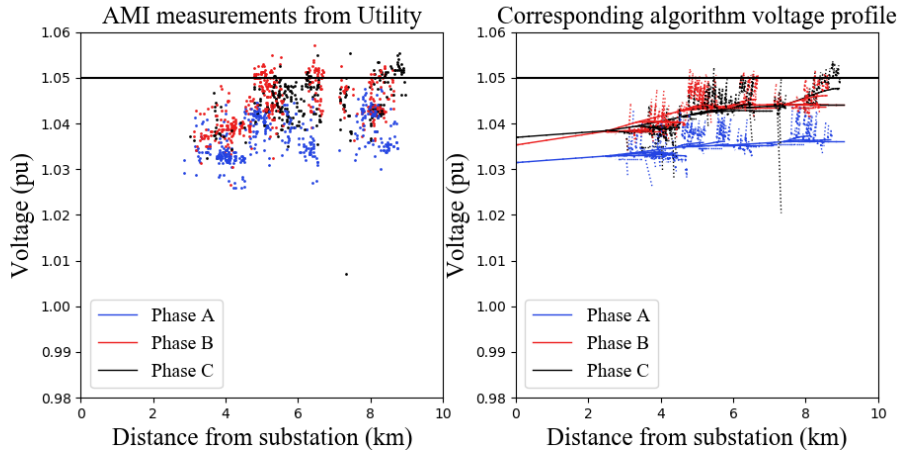 AMI measurements from Utility
1.06
1.05
1.04
1.03
1.02
1.01
1.00
0.99
0.98
Voltage (pu)
Phase A
Phase B
Phase C
0 2 4 6 8 10
Distance from substation (km)
Corresponding algorithm voltage profile
1.06
1.05
1.04
1.03
1.02
1.01
1.00
0.99
0.98
Voltage (pu)
Phase A
Phase B
Phase C
0 2 4 6 8 10
Distance from substation (km)